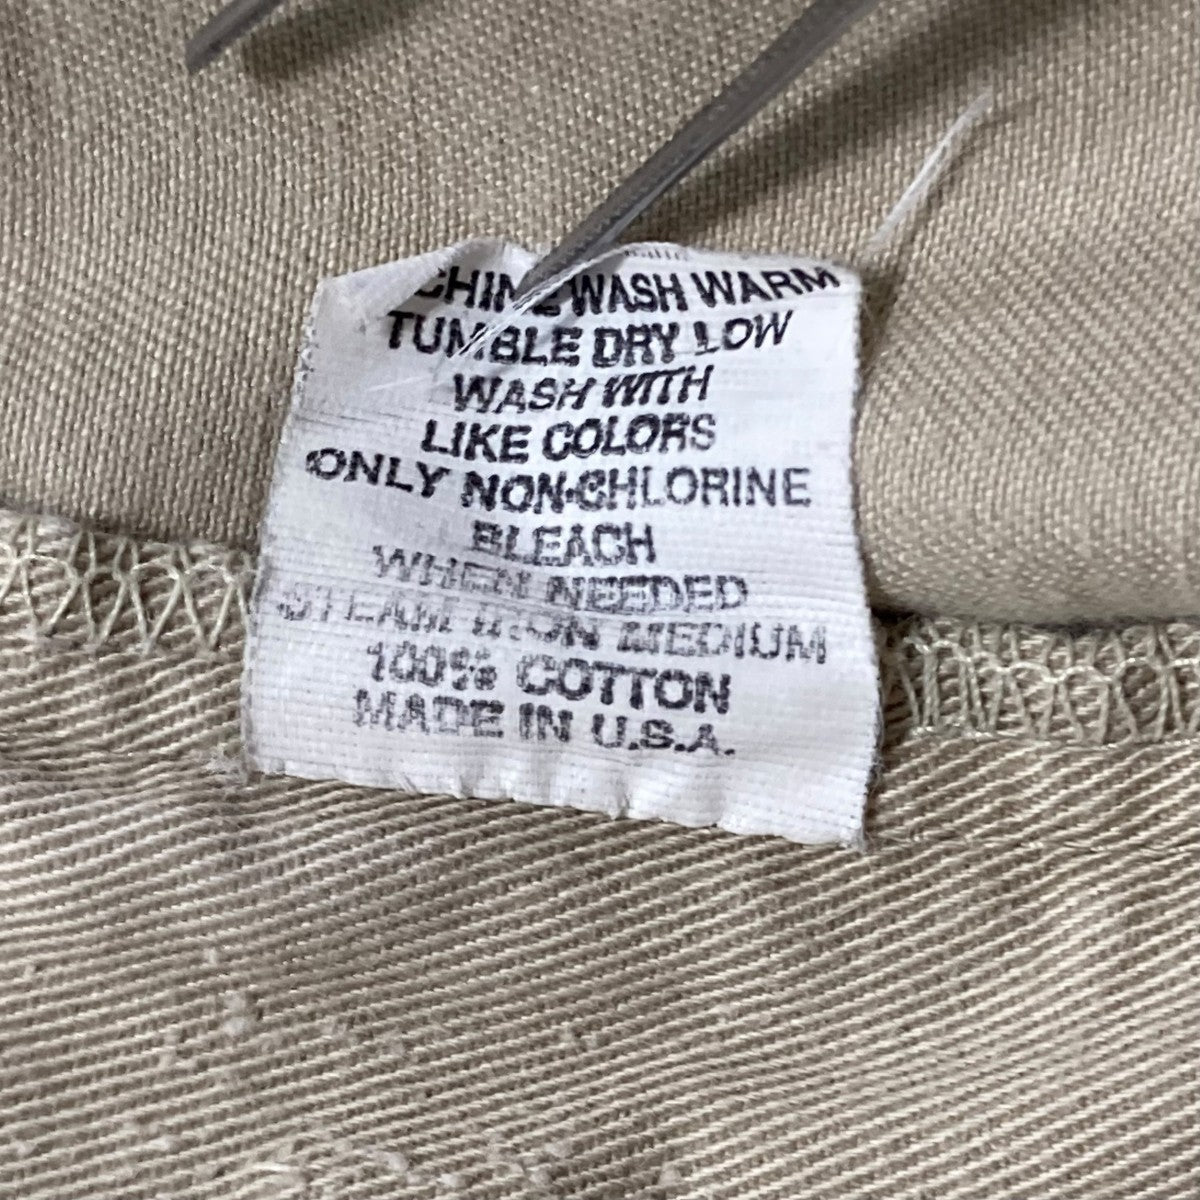 CHINE WASH WARM
TUMBLE DRY LOW
WASH WITH
LIKE COLORS
ONLY NON-CHLORINE
BLEACH
WHEN NEEDED
STEAM IRON MEDIUM
100% COTTON
MADE IN U.S.A.